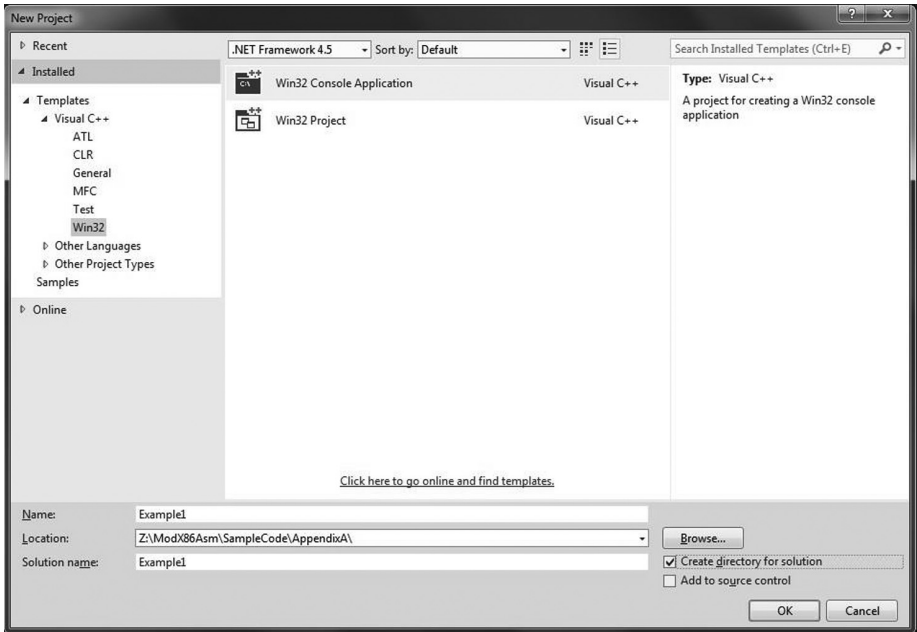 New Project
?
x
Recent
Installed
Templates
Visual C++
ATL
CLR
General
MFC
Test
Win32
Other Languages
Other Project Types
Samples
Online
.NET Framework 4.5
Sort by: Default
Search Installed Templates (Ctrl+E)
Win32 Console Application Visual C++
Win32 Project Visual C++
Type: Visual C++
A project for creating a Win32 console
application
Click here to go online and find templates.
Name: Example1
Location: Z:\ModX86Asm\SampleCode\AppendixA\
Browse...
Solution name: Example1
Create directory for solution
Add to source control
OK
Cancel